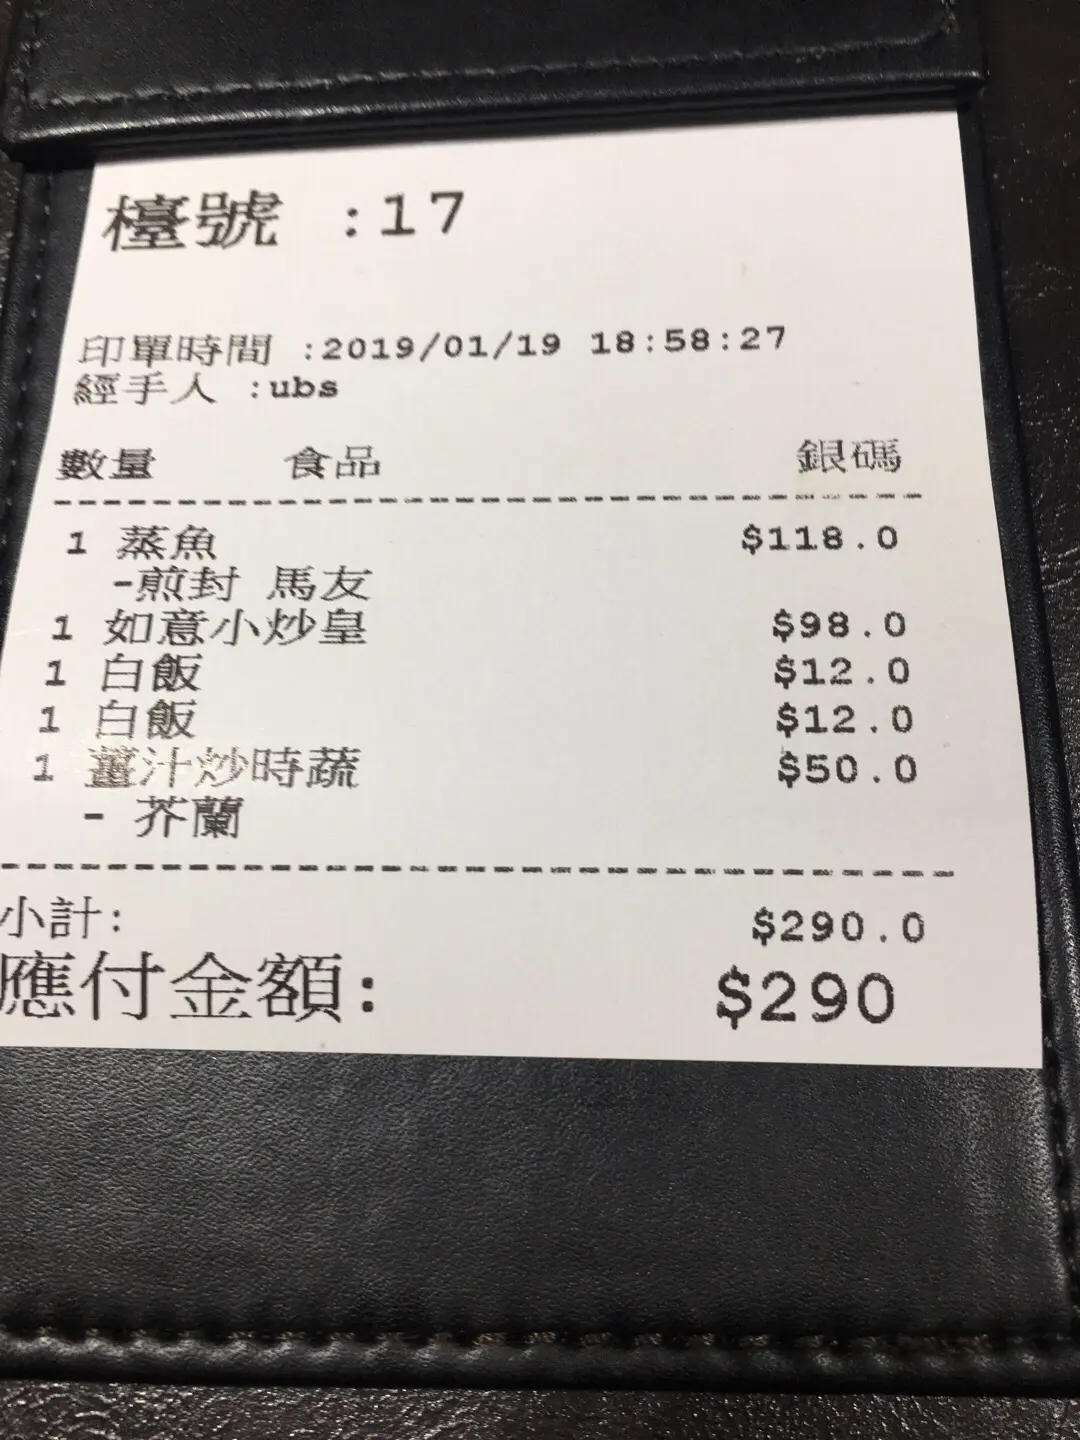 檯號 :17
印單時間 :2019/01/19 18:58:27
經手人 :ubs
數量 食品 銀碼
1 蒸魚 $118.0
-煎封 馬友
1 如意小炒皇 $98.0
1 白飯 $12.0
1 白飯 $12.0
1 薑汁炒時蔬 $50.0
- 芥蘭
小計: $290.0
應付金額: $290